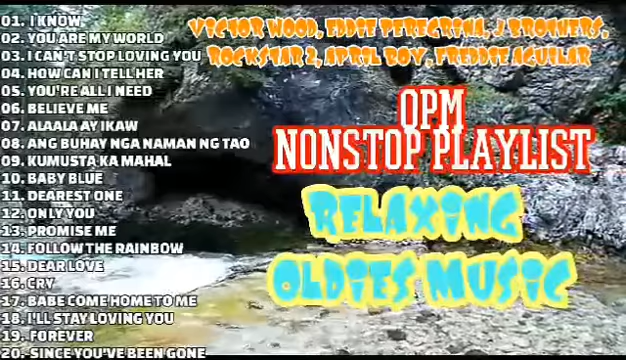 01. I KNOW
02. YOU ARE MY WORLD
03. I CAN'T STOP LOVING YOU
04. HOW CAN I TELL HER
05. YOU'RE ALL I NEED
06. BELIEVE ME
07. ALAALA AY IKAW
08. ANG BUHAY NGA NAMAN NG TAO
09. KUMUSTA KA MAHAL
10. BABY BLUE
11. DEAREST ONE
12. ONLY YOU
13. PROMISE ME
14. FOLLOW THE RAINBOW
15. DEAR LOVE
16. CRY
17. BABE COME HOME TO ME
18. I'LL STAY LOVING YOU
19. FOREVER
20. SINCE YOU'VE BEEN GONE
VICTOR WOOD, EDDIE PEREGRINA, J BROTHERS,
ROCKSTAR 2, APRIL BOY, FREDDIE AGUILAR
OPM
NONSTOP PLAYLIST
RELAXING
OLDIES MUSIC